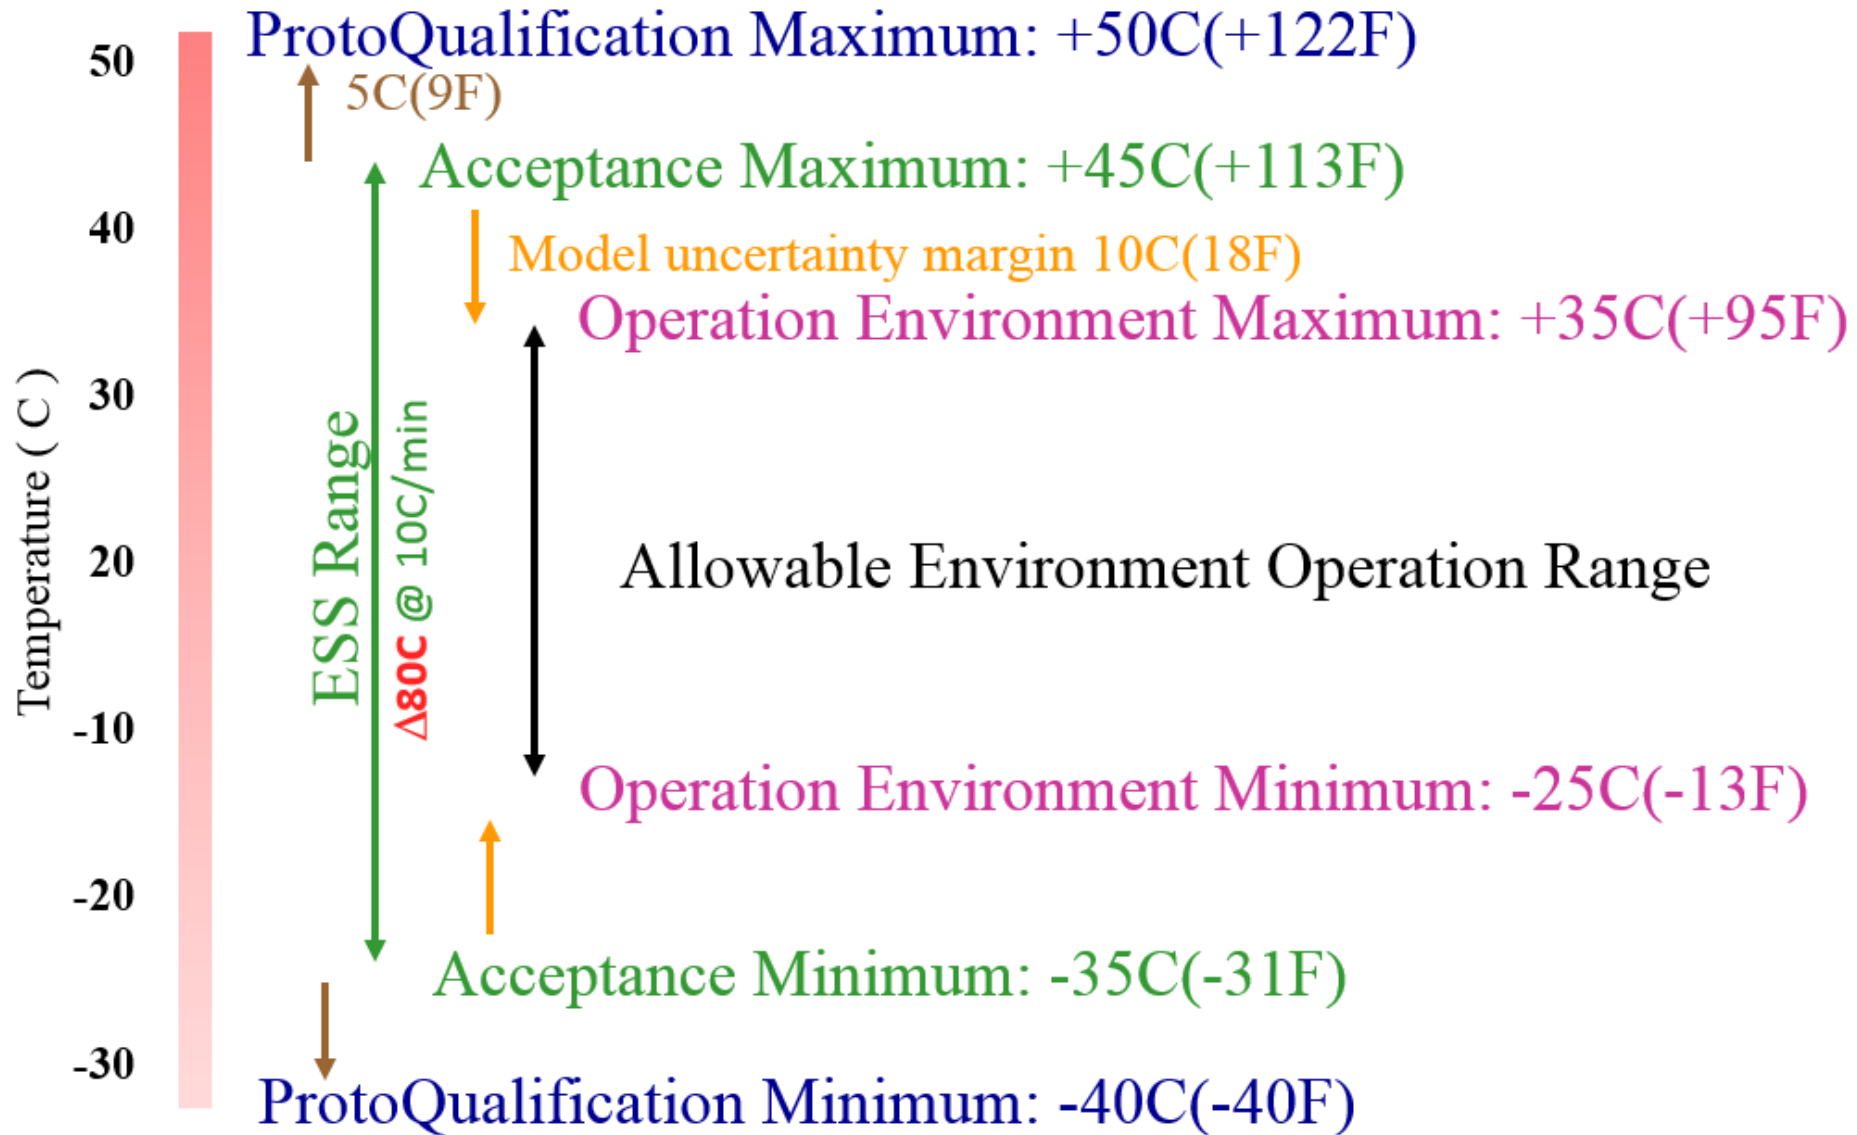 ProtoQualification Maximum: +50C(+122F)
50
5C(9F)
Acceptance Maximum: +45C(+113F)
40
Model uncertainty margin 10C(18F)
Operation Environment Maximum: +35C(+95F)
30
Temperature ( C )
ESS Range
Δ80C @ 10C/min
20
Allowable Environment Operation Range
-10
Operation Environment Minimum: -25C(-13F)
-20
Acceptance Minimum: -35C(-31F)
-30
ProtoQualification Minimum: -40C(-40F)